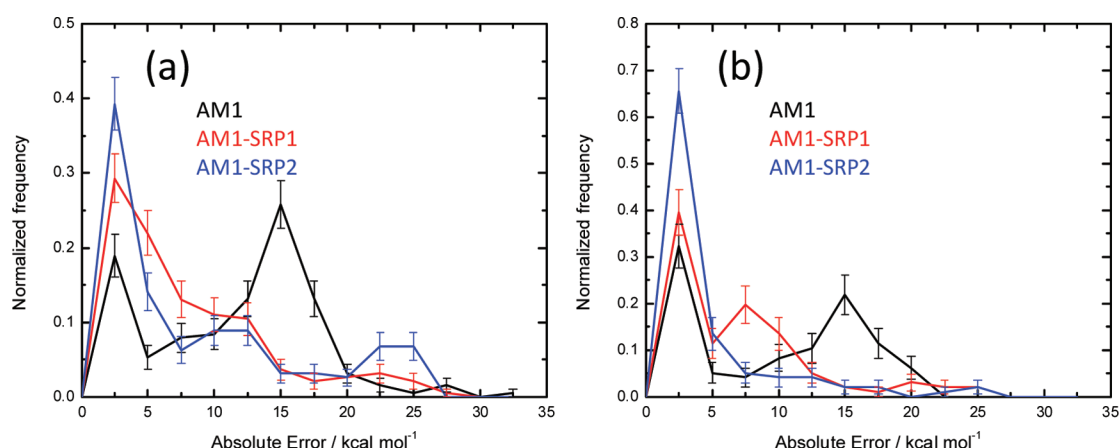 (a)
AM1
AM1-SRP1
AM1-SRP2
Normalized frequency
0.5
0.4
0.3
0.2
0.1
0.0
0 5 10 15 20 25 30 35
Absolute Error / kcal mol⁻¹
(b)
AM1
AM1-SRP1
AM1-SRP2
Normalized frequency
0.8
0.7
0.6
0.5
0.4
0.3
0.2
0.1
0.0
0 5 10 15 20 25 30 35
Absolute Error / kcal mol⁻¹